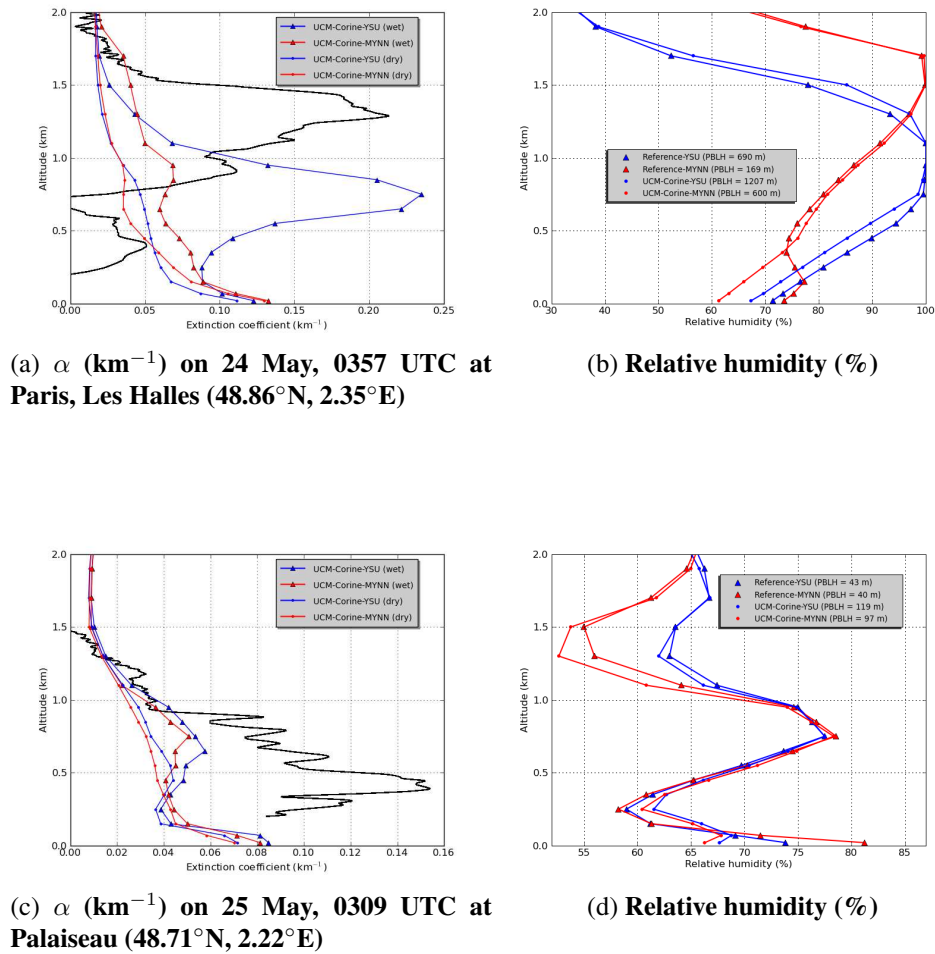 2.0
1.5
1.0
0.5
0.0
Altitude (km)
0.00 0.05 0.10 0.15 0.20 0.25
Extinction coefficient (km⁻¹)
UCM-Corine-YSU (wet)
UCM-Corine-MYNN (wet)
UCM-Corine-YSU (dry)
UCM-Corine-MYNN (dry)
2.0
1.5
1.0
0.5
0.0
Altitude (km)
30 40 50 60 70 80 90 100
Relative humidity (%)
Reference-YSU (PBLH = 690 m)
Reference-MYNN (PBLH = 169 m)
UCM-Corine-YSU (PBLH = 1207 m)
UCM-Corine-MYNN (PBLH = 600 m)
(a) α (km⁻¹) on 24 May, 0357 UTC at
Paris, Les Halles (48.86°N, 2.35°E)
(b) Relative humidity (%)
2.0
1.5
1.0
0.5
0.0
Altitude (km)
0.00 0.02 0.04 0.06 0.08 0.10 0.12 0.14 0.16
Extinction coefficient (km⁻¹)
UCM-Corine-YSU (wet)
UCM-Corine-MYNN (wet)
UCM-Corine-YSU (dry)
UCM-Corine-MYNN (dry)
2.0
1.5
1.0
0.5
0.0
Altitude (km)
55 60 65 70 75 80 85
Relative humidity (%)
Reference-YSU (PBLH = 43 m)
Reference-MYNN (PBLH = 40 m)
UCM-Corine-YSU (PBLH = 119 m)
UCM-Corine-MYNN (PBLH = 97 m)
(c) α (km⁻¹) on 25 May, 0309 UTC at
Palaiseau (48.71°N, 2.22°E)
(d) Relative humidity (%)